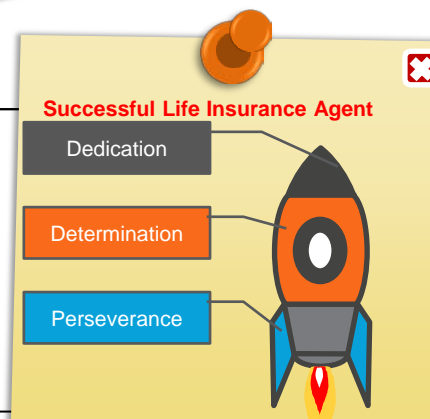 Successful Life Insurance Agent
Dedication
Determination
Perseverance